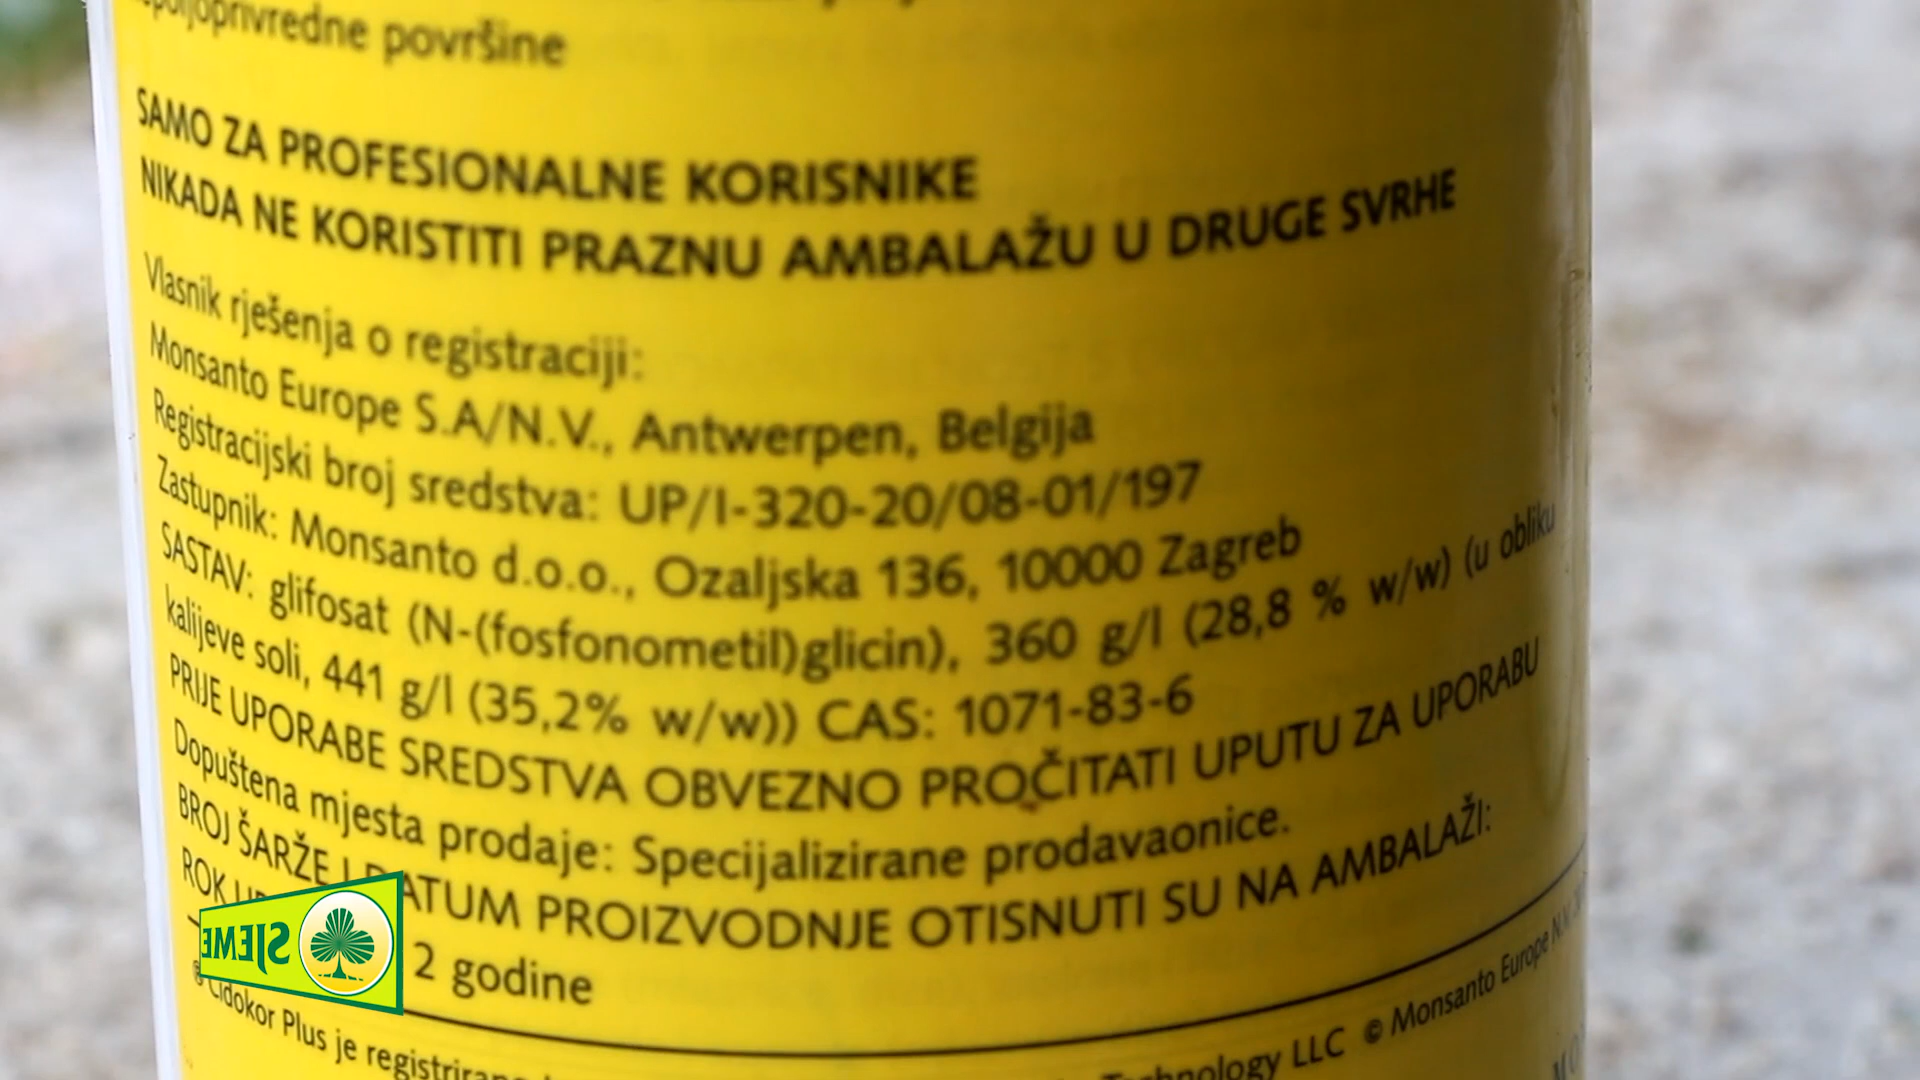 površine
SAMO ZA PROFESIONALNE KORISNIKE
NIKADA NE KORISTITI PRAZNU AMBALAŽU U DRUGE SVRHE
Vlasnik rješenja o registraciji:
Monsanto Europe S.A/N.V., Antwerpen, Belgija
Registracijski broj sredstva: UP/I-320-20/08-01/197
Zastupnik: Monsanto d.o.o., Ozaljska 136, 10000 Zagreb
SASTAV: glifosat (N-(fosfonometil)glicin), 360 g/l (28,8 % w/w) (u obliku
kalijeve soli, 441 g/l (35,2% w/w)) CAS: 1071-83-6
PRIJE UPORABE SREDSTVA OBVEZNO PROČITATI UPUTU ZA UPORABU
Dopuštena mjesta prodaje: Specijalizirane prodavaonice.
BROJ ŠARŽE I DATUM PROIZVODNJE OTISNUTI SU NA AMBALAŽI:
ROK
2 godine
SJEME
® Cidokor Plus je LLC © Monsanto Europe N.V.